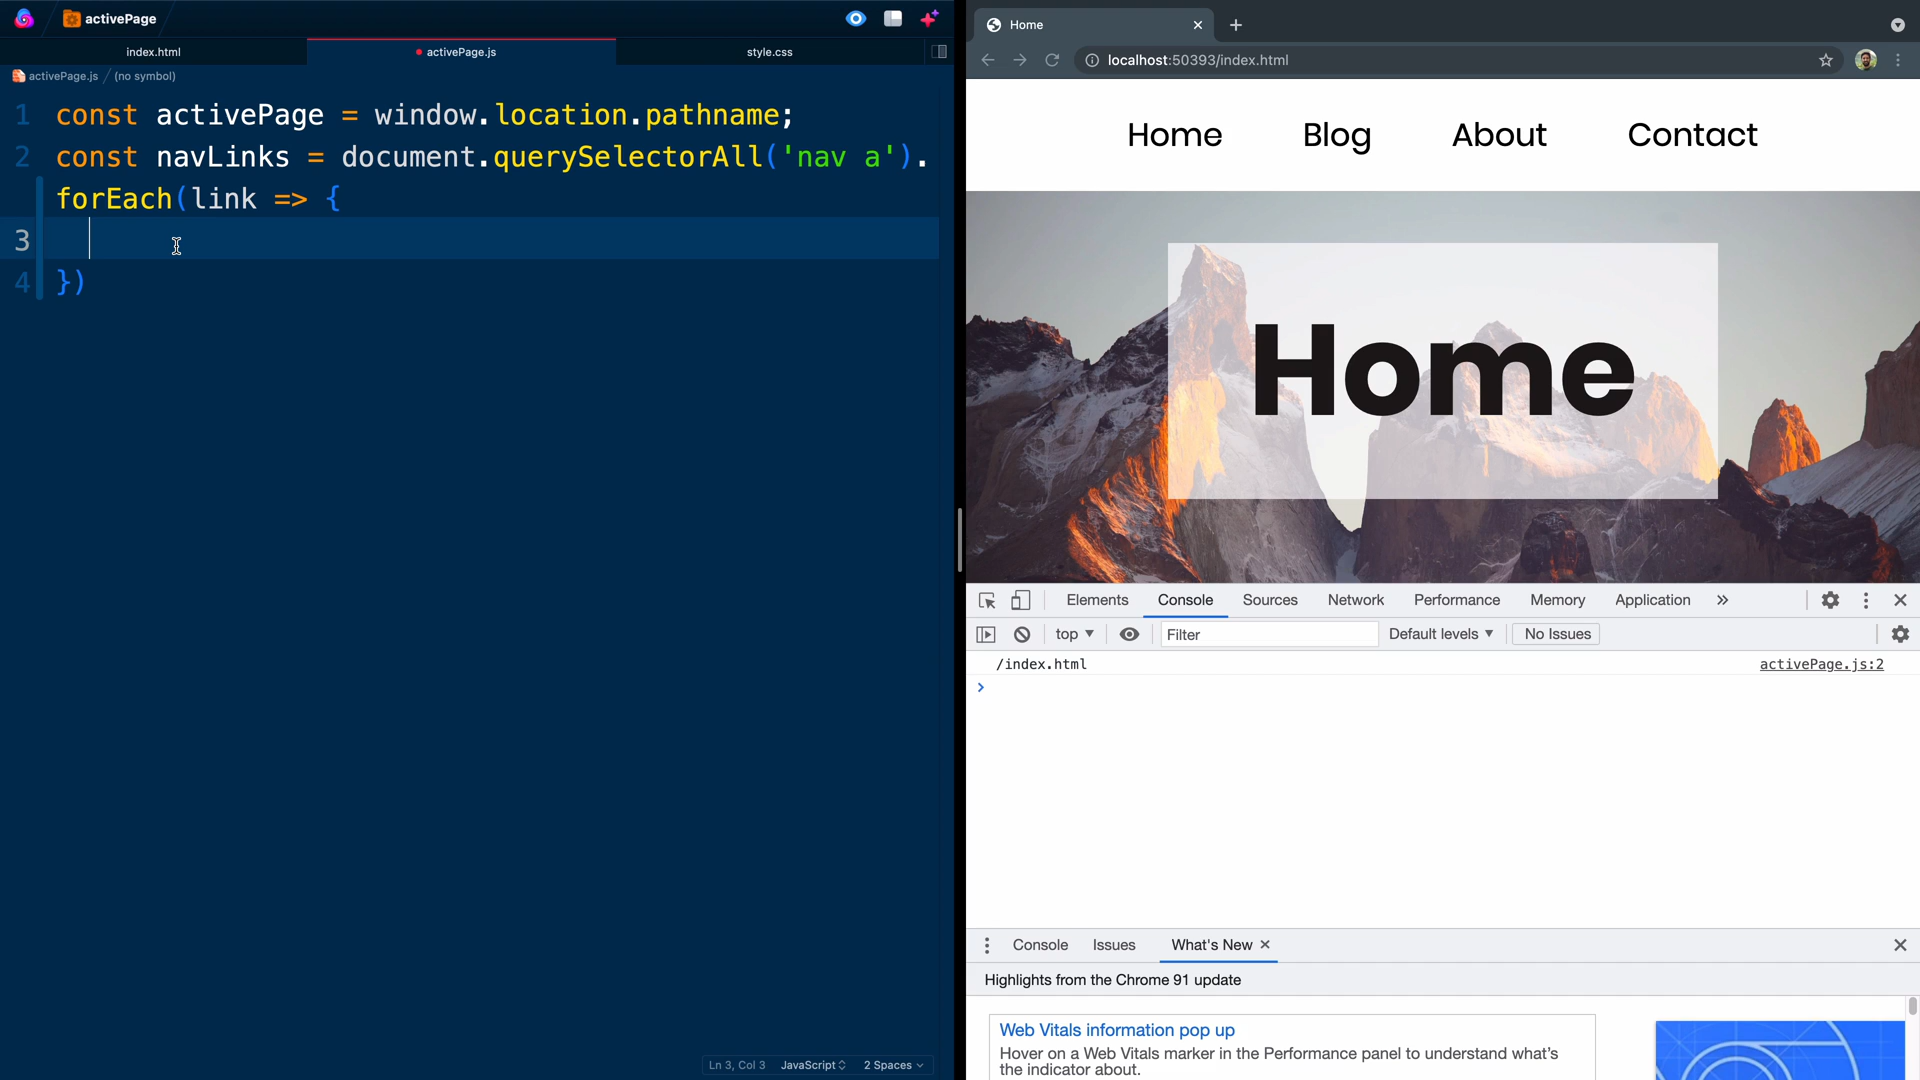 activePage
index.html
activePage.js
style.css
activePage.js
(no symbol)
1 const activePage = window.location.pathname;
2 const navLinks = document.querySelectorAll('nav a').
forEach(link => {
3
4 })
Ln 3, Col 3
JavaScript
2 Spaces
Home
localhost:50393/index.html
Home
Blog
About
Contact
Home
Elements
Console
Sources
Network
Performance
Memory
Application
top
Filter
Default levels
No Issues
/index.html
activePage.js:2
Console
Issues
What's New
Highlights from the Chrome 91 update
Web Vitals information pop up
Hover on a Web Vitals marker in the Performance panel to understand what's
the indicator about.